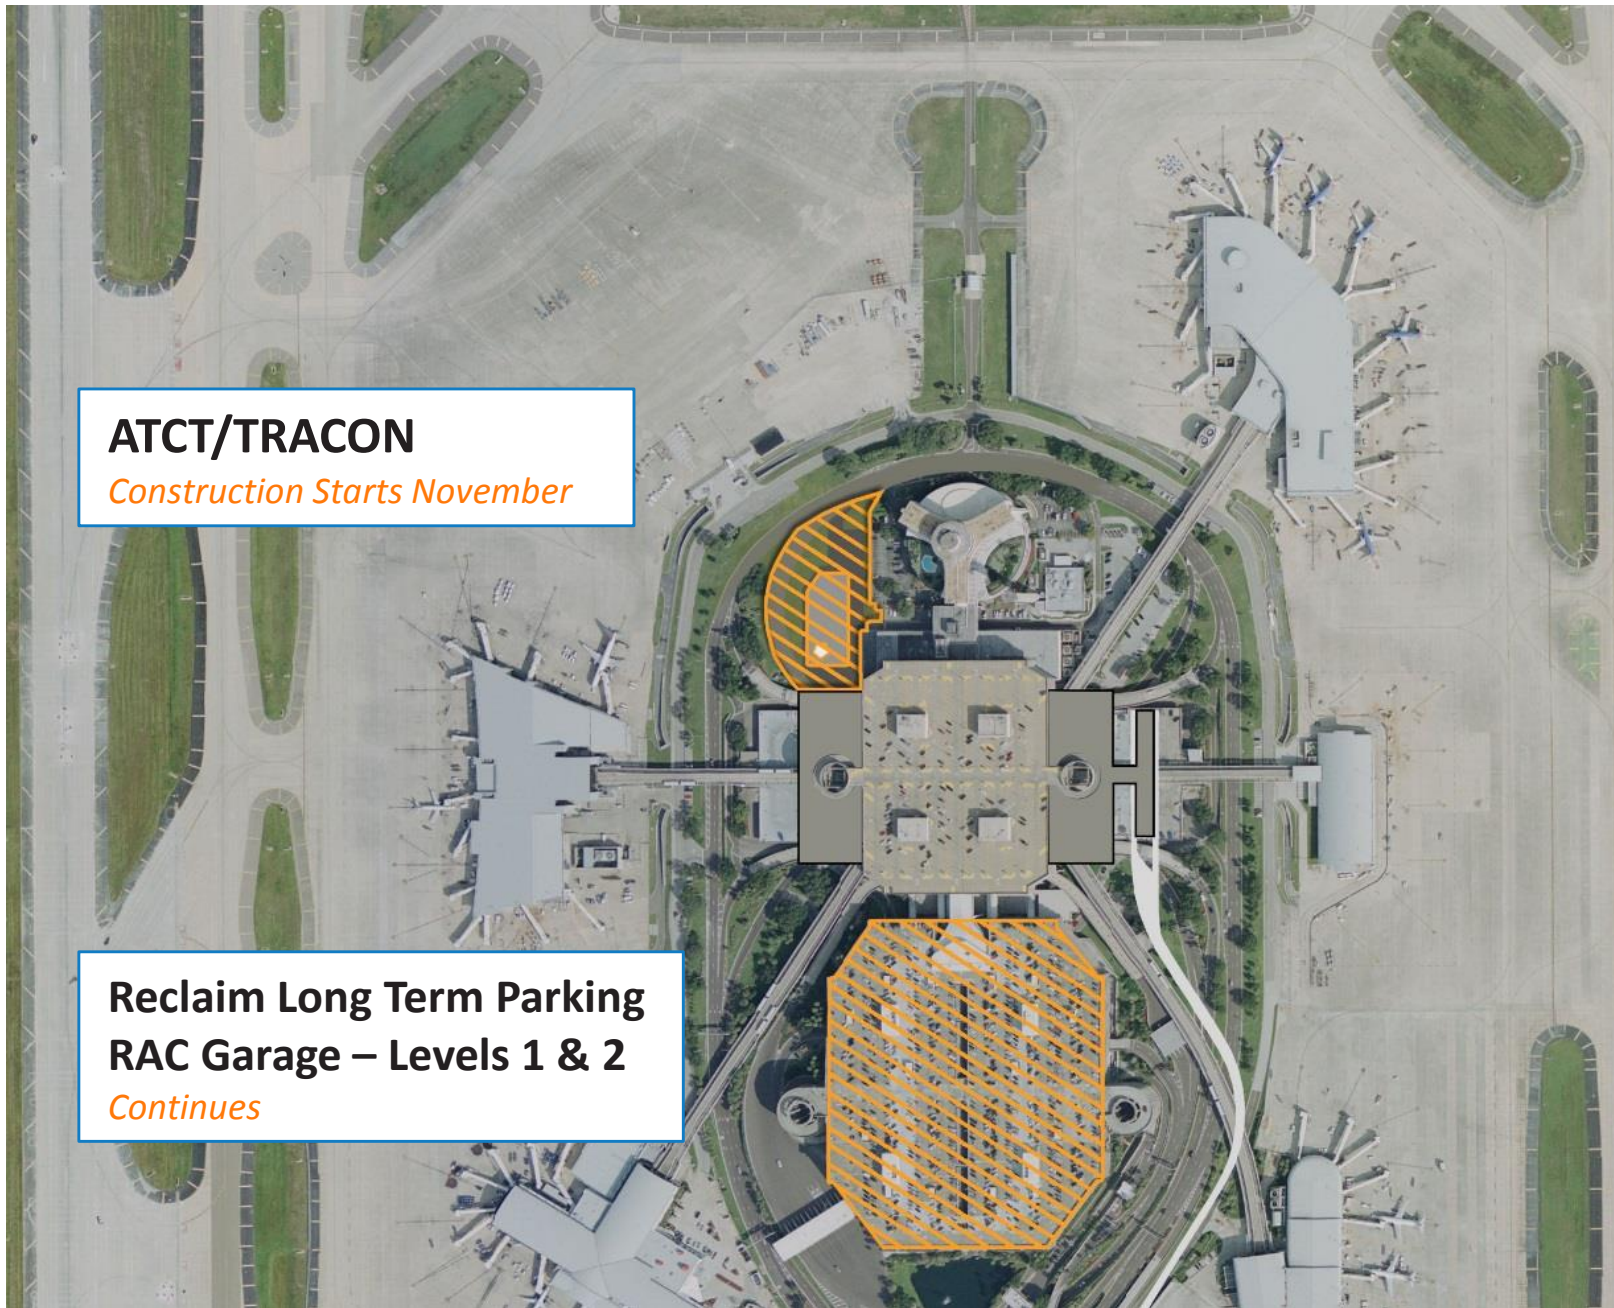 ATCT/TRACON
Construction Starts November
Reclaim Long Term Parking
RAC Garage – Levels 1 & 2
Continues